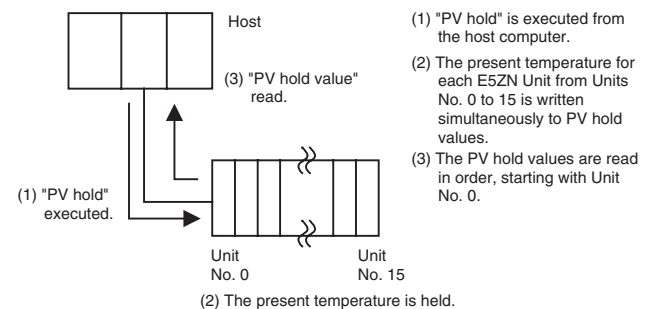 Host
(3) "PV hold value"
read.
(1) "PV hold"
executed.
Unit
No. 0
Unit
No. 15
(2) The present temperature is held.
(1) "PV hold" is executed from
the host computer.
(2) The present temperature for
each E5ZN Unit from Units
No. 0 to 15 is written
simultaneously to PV hold
values.
(3) The PV hold values are read
in order, starting with Unit
No. 0.